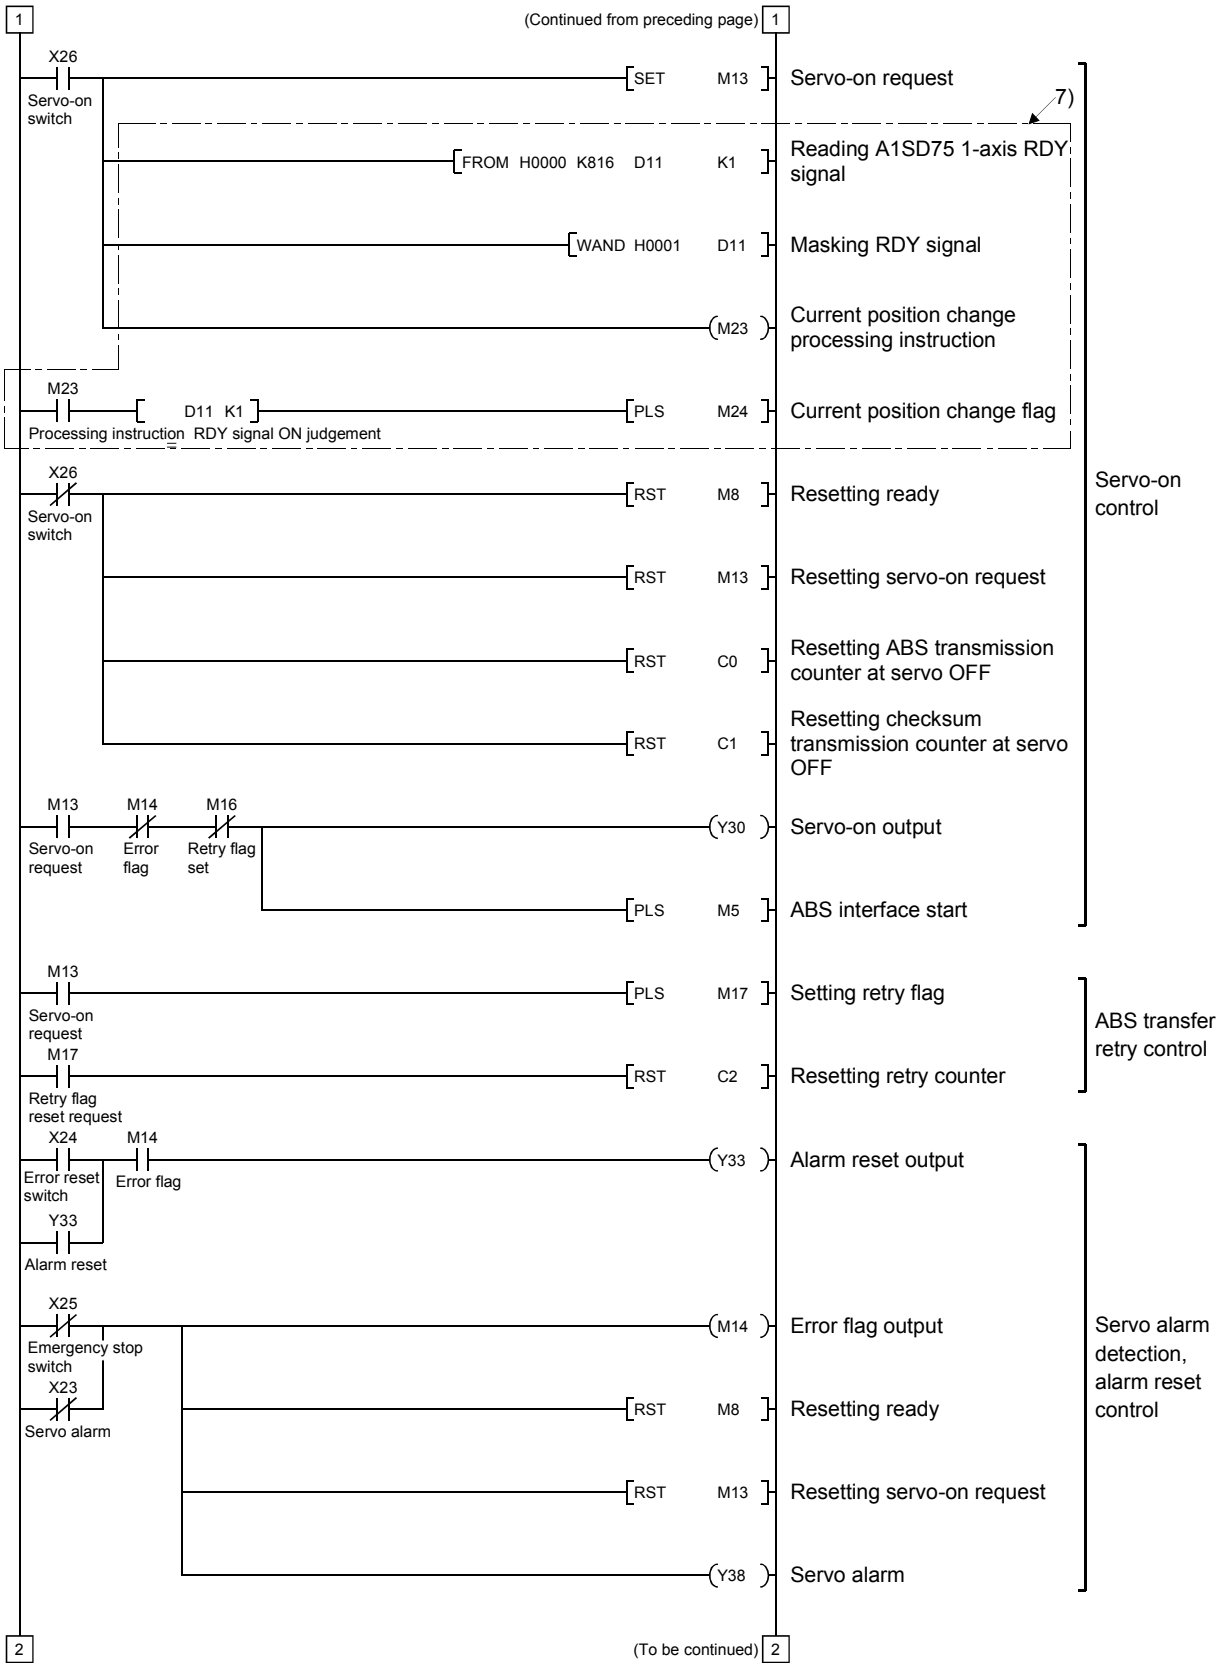 1 (Continued from preceding page) 1
X26
Servo-on
switch
SET M13 Servo-on request
7)
FROM H0000 K816 D11 K1 Reading A1SD75 1-axis RDY
signal
WAND H0001 D11 Masking RDY signal
M23 Current position change
processing instruction
M23
D11 K1 PLS M24 Current position change flag
Processing instruction = RDY signal ON judgement
X26
Servo-on
switch
RST M8 Resetting ready
RST M13 Resetting servo-on request
RST C0 Resetting ABS transmission
counter at servo OFF
RST C1 Resetting checksum
transmission counter at servo
OFF
Servo-on
control
M13 M14 M16
Servo-on Error Retry flag
request flag set
Y30 Servo-on output
PLS M5 ABS interface start
M13
Servo-on
request
PLS M17 Setting retry flag
M17
Retry flag
reset request
RST C2 Resetting retry counter
ABS transfer
retry control
X24 M14
Error reset Error flag
switch
Y33 Alarm reset output
Y33
Alarm reset
X25
Emergency stop
switch
M14 Error flag output
X23
Servo alarm
RST M8 Resetting ready
RST M13 Resetting servo-on request
Y38 Servo alarm
Servo alarm
detection,
alarm reset
control
2 (To be continued) 2